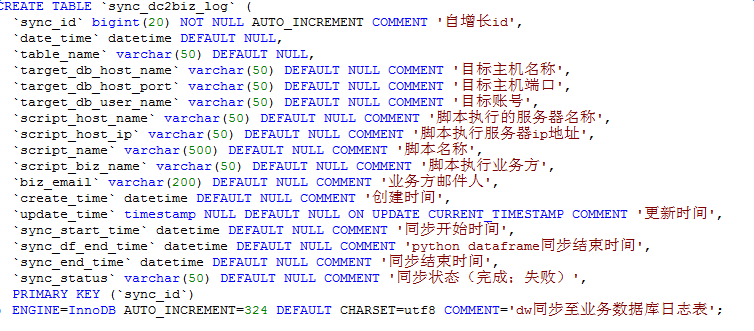 CREATE TABLE `sync_dc2biz_log` (
`sync_id` bigint(20) NOT NULL AUTO_INCREMENT COMMENT '自增长id',
`date_time` datetime DEFAULT NULL,
`table_name` varchar(50) DEFAULT NULL,
`target_db_host_name` varchar(50) DEFAULT NULL COMMENT '目标主机名称',
`target_db_host_port` varchar(50) DEFAULT NULL COMMENT '目标主机端口',
`target_db_user_name` varchar(50) DEFAULT NULL COMMENT '目标账号',
`script_host_name` varchar(50) DEFAULT NULL COMMENT '脚本执行的服务器名称',
`script_host_ip` varchar(50) DEFAULT NULL COMMENT '脚本执行服务器ip地址',
`script_name` varchar(500) DEFAULT NULL COMMENT '脚本名称',
`script_biz_name` varchar(50) DEFAULT NULL COMMENT '脚本执行业务方',
`biz_email` varchar(200) DEFAULT NULL COMMENT '业务方邮件人',
`create_time` datetime DEFAULT NULL COMMENT '创建时间',
`update_time` timestamp NULL DEFAULT NULL ON UPDATE CURRENT_TIMESTAMP COMMENT '更新时间',
`sync_start_time` datetime DEFAULT NULL COMMENT '同步开始时间',
`sync_df_end_time` datetime DEFAULT NULL COMMENT 'python dataframe同步结束时间',
`sync_end_time` datetime DEFAULT NULL COMMENT '同步结束时间',
`sync_status` varchar(50) DEFAULT NULL COMMENT '同步状态（完成；失败）',
PRIMARY KEY (`sync_id`)
) ENGINE=InnoDB AUTO_INCREMENT=324 DEFAULT CHARSET=utf8 COMMENT='dw同步至业务数据库日志表';